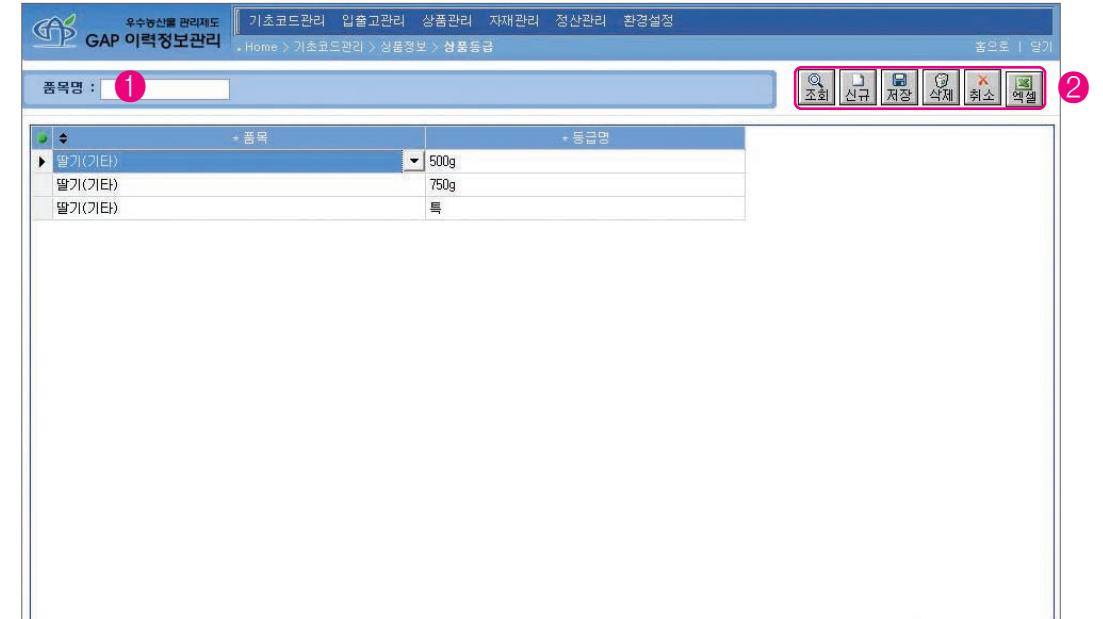 우수농산물 관리제도
GAP 이력정보관리
기초코드관리 입출고관리 상품관리 자재관리 정산관리 환경설정
Home > 기초코드관리 > 상품정보 > 상품등급
홈으로 | 닫기
품목명 : 1
조회 신규 저장 삭제 취소 엑셀 2
* 품목 * 등급명
딸기(기타) 500g
딸기(기타) 750g
딸기(기타) 특